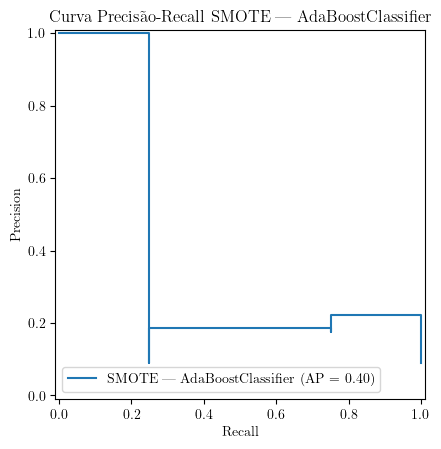 Curva Precisão-Recall SMOTE — AdaBoostClassifier
1.0
0.8
0.6
0.4
0.2
0.0
Precision
SMOTE — AdaBoostClassifier (AP = 0.40)
0.0 0.2 0.4 0.6 0.8 1.0
Recall